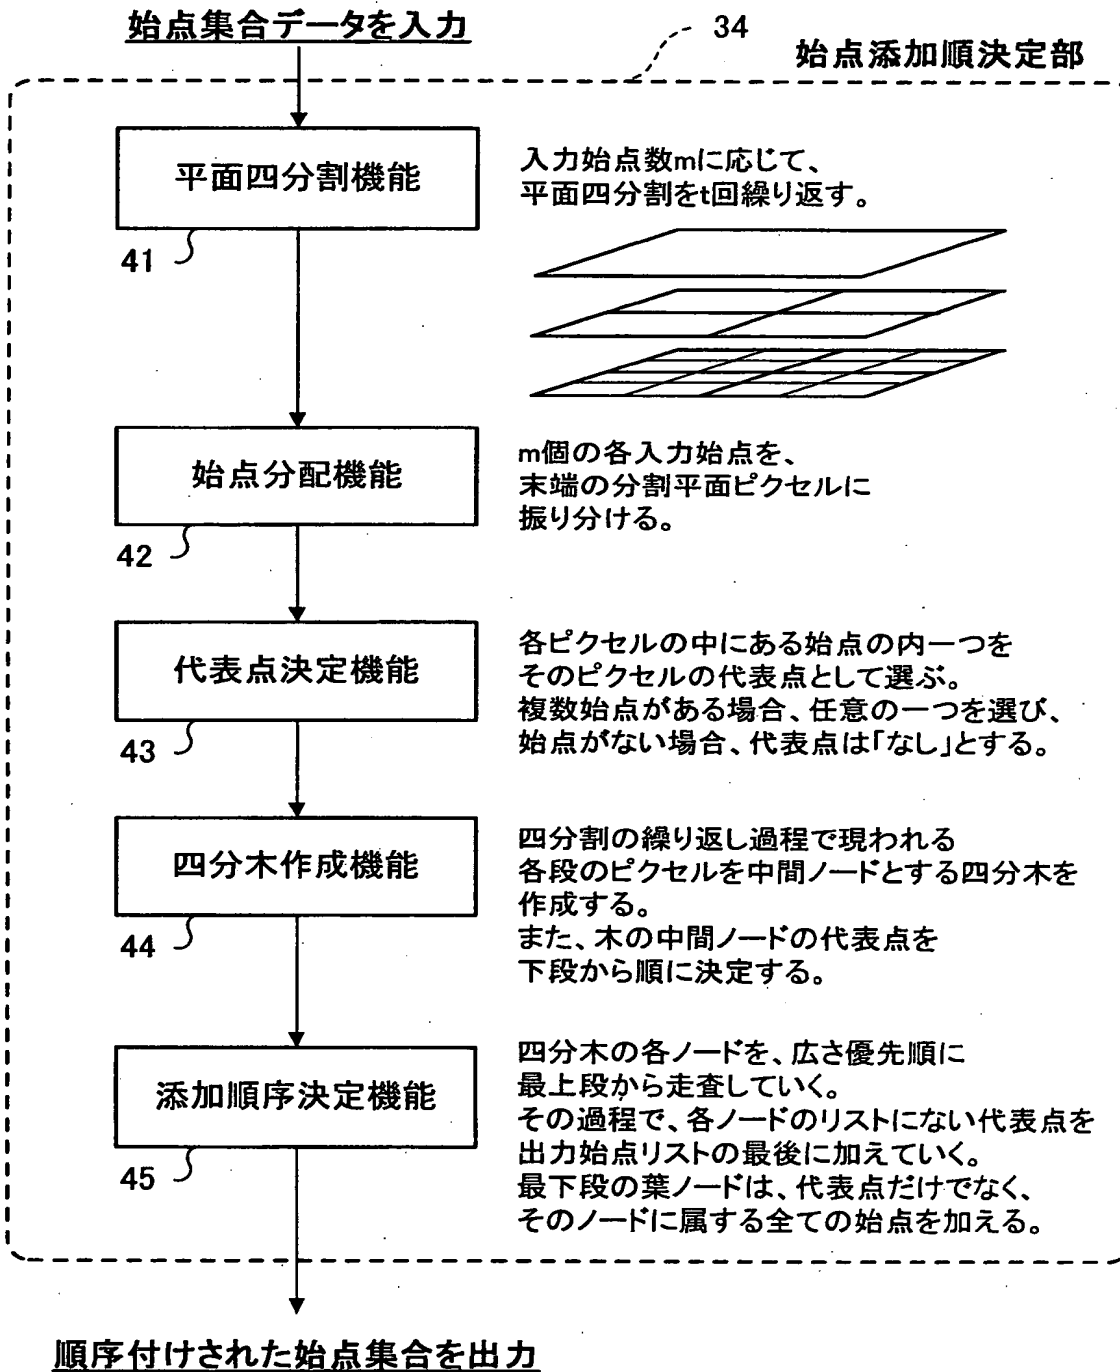 始点集合データを入力
34
始点添加順決定部
平面四分割機能
41
入力始点数mに応じて、
平面四分割をt回繰り返す。
始点分配機能
42
m個の各入力始点を、
末端の分割平面ピクセルに
振り分ける。
代表点決定機能
43
各ピクセルの中にある始点の内一つを
そのピクセルの代表点として選ぶ。
複数始点がある場合、任意の一つを選び、
始点がない場合、代表点は「なし」とする。
四分木作成機能
44
四分割の繰り返し過程で現われる
各段のピクセルを中間ノードとする四分木を
作成する。
また、木の中間ノードの代表点を
下段から順に決定する。
添加順序決定機能
45
四分木の各ノードを、広さ優先順に
最上段から走査していく。
その過程で、各ノードのリストにない代表点を
出力始点リストの最後に加えていく。
最下段の葉ノードは、代表点だけでなく、
そのノードに属する全ての始点を加える。
順序付けされた始点集合を出力